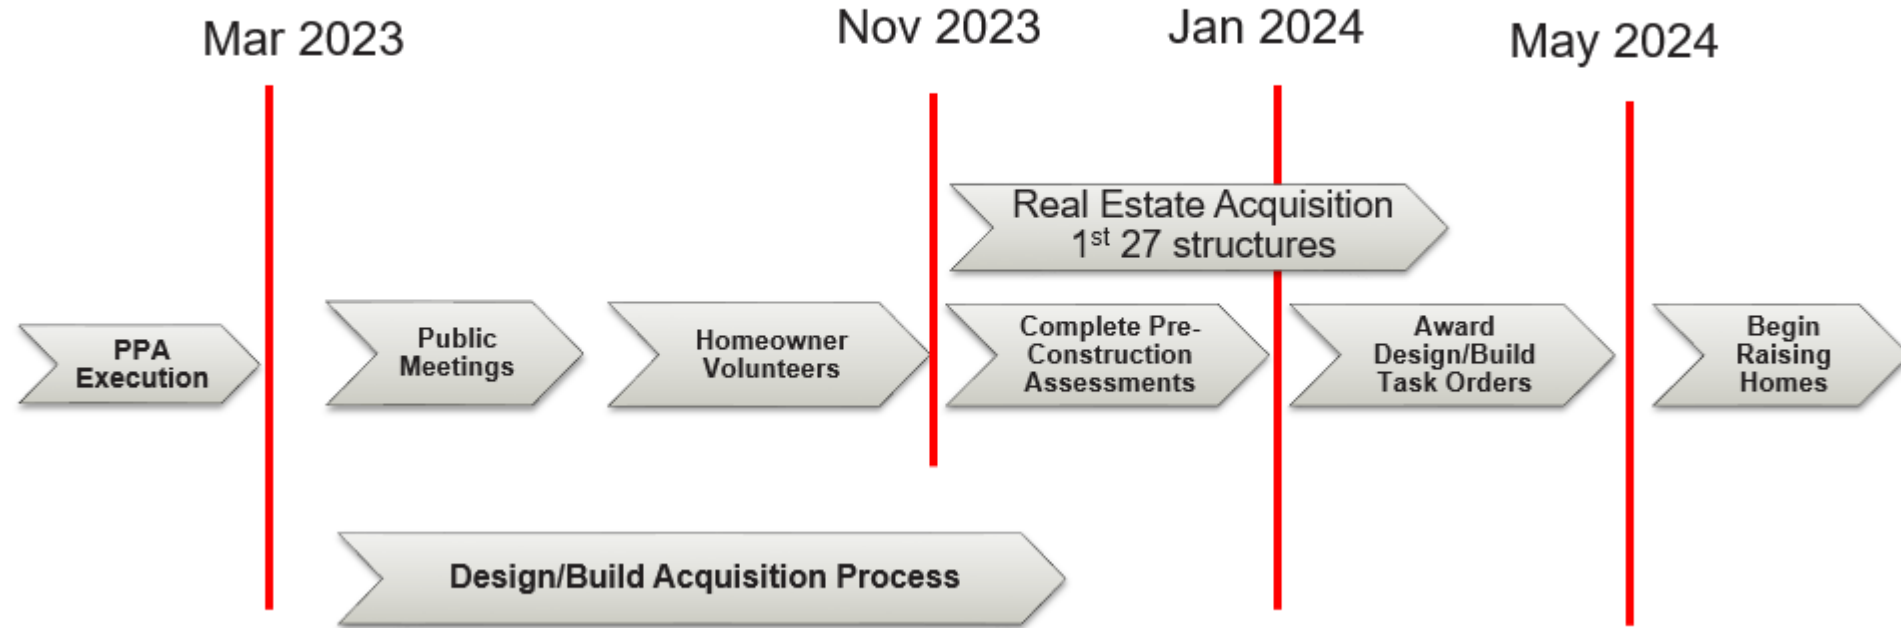 Mar 2023
Nov 2023
Jan 2024
May 2024
Real Estate Acquisition
1st 27 structures
PPA
Execution
Public
Meetings
Homeowner
Volunteers
Complete Pre-
Construction
Assessments
Award
Design/Build
Task Orders
Begin
Raising
Homes
Design/Build Acquisition Process